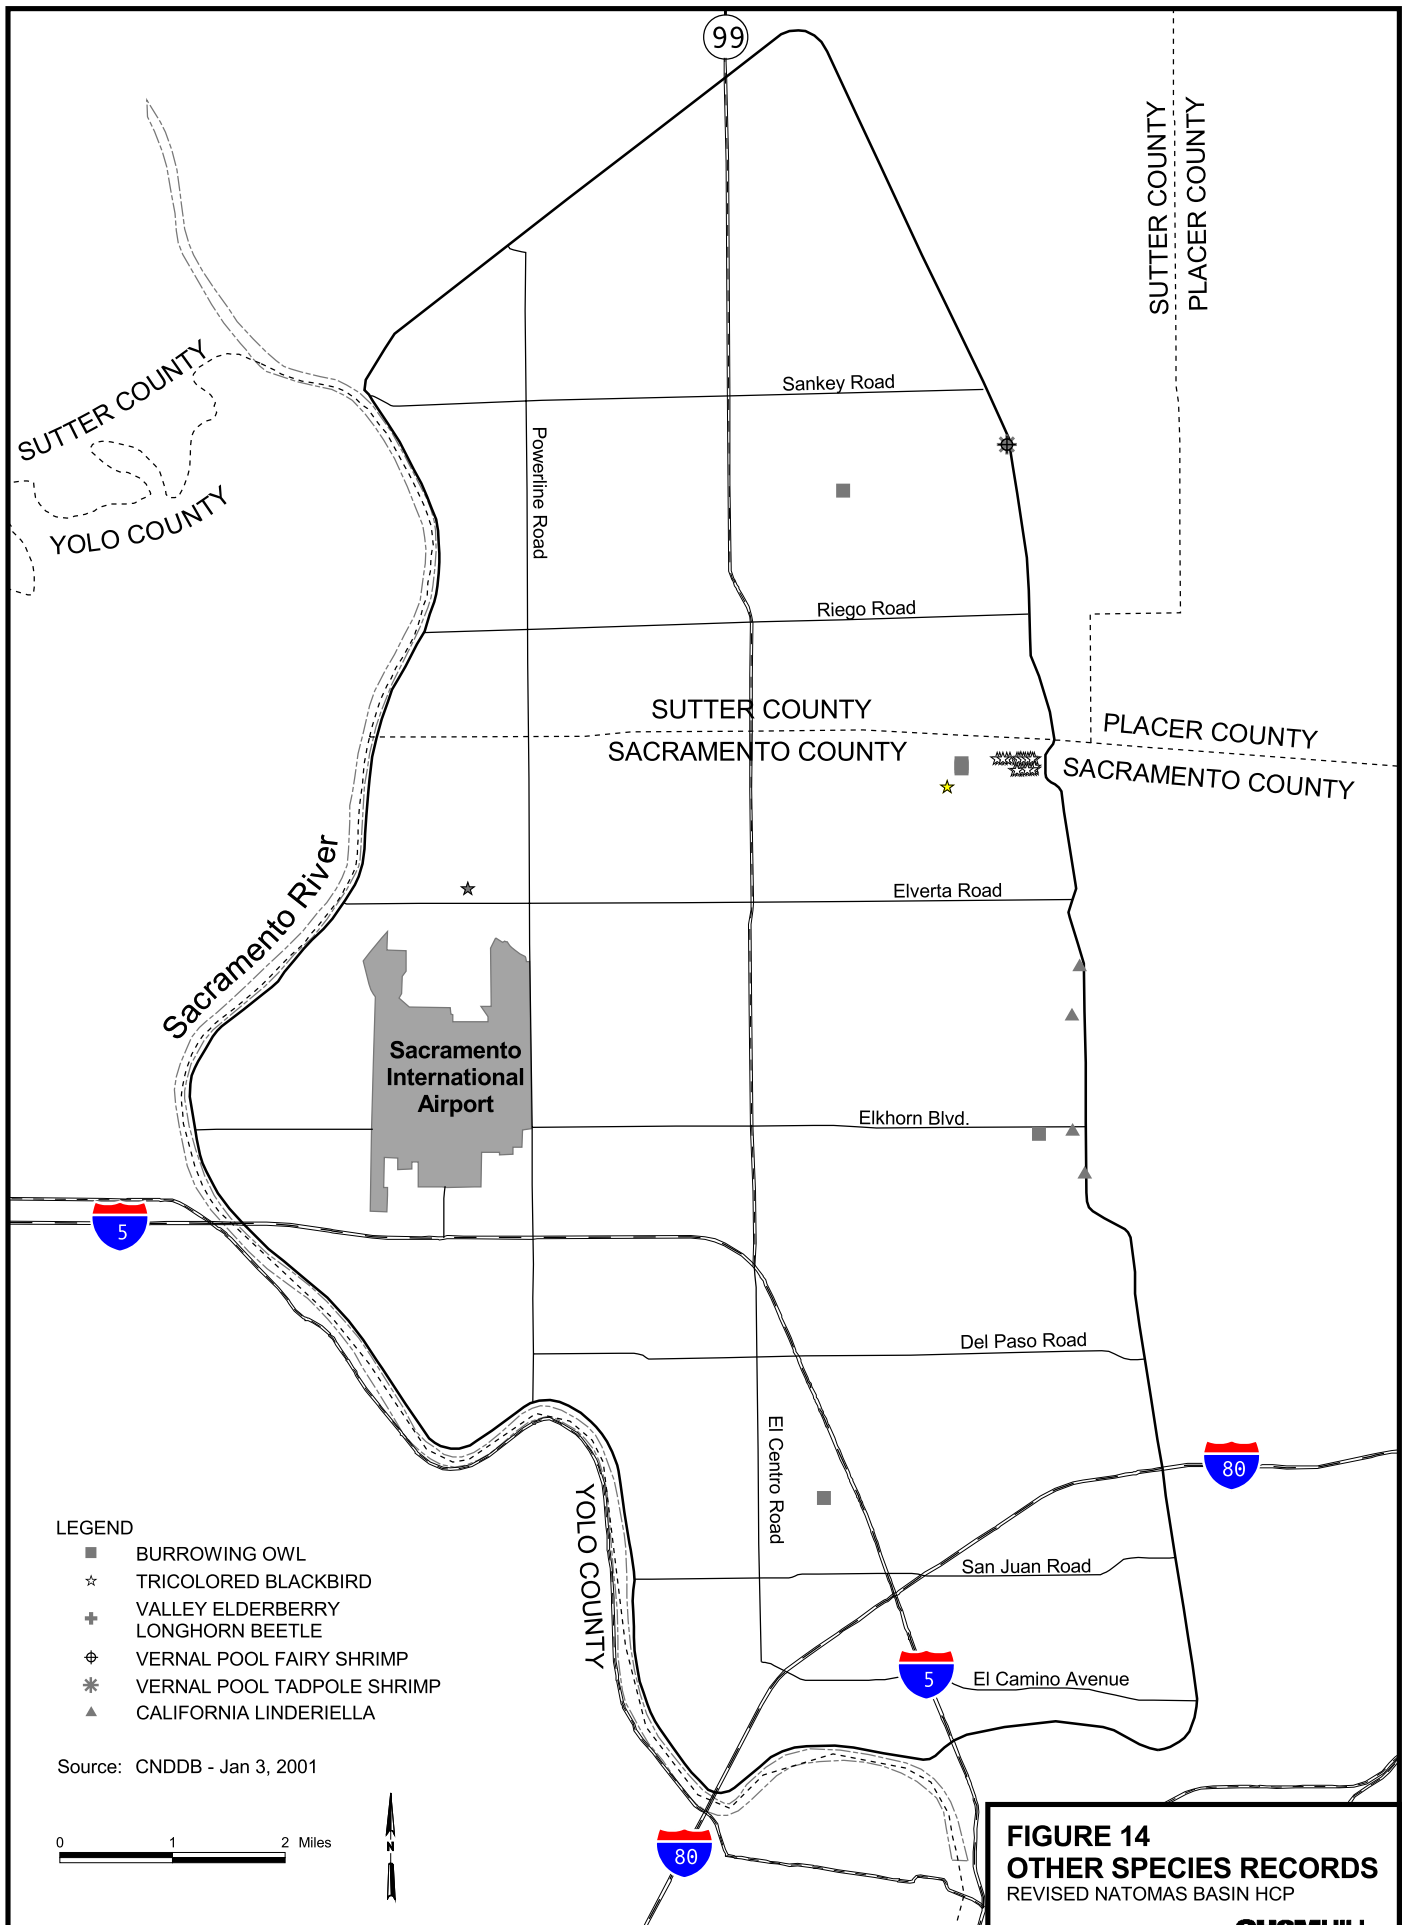 99
SUTTER COUNTY
PLACER COUNTY
SUTTER COUNTY
YOLO COUNTY
Sankey Road
Powerline Road
Riego Road
SUTTER COUNTY
SACRAMENTO COUNTY
PLACER COUNTY
SACRAMENTO COUNTY
Sacramento River
Elverta Road
Sacramento
International
Airport
Elkhorn Blvd.
5
Del Paso Road
El Centro Road
80
YOLO COUNTY
San Juan Road
5
El Camino Avenue
80
LEGEND
BURROWING OWL
TRICOLORED BLACKBIRD
VALLEY ELDERBERRY
LONGHORN BEETLE
VERNAL POOL FAIRY SHRIMP
VERNAL POOL TADPOLE SHRIMP
CALIFORNIA LINDERIELLA
Source: CNDDB - Jan 3, 2001
0 1 2 Miles
N
FIGURE 14
OTHER SPECIES RECORDS
REVISED NATOMAS BASIN HCP